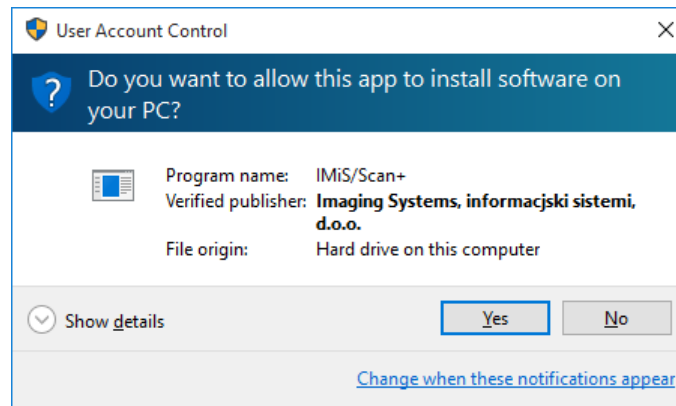 User Account Control
Do you want to allow this app to install software on
your PC?
Program name: IMiS/Scan+
Verified publisher: Imaging Systems, informacjski sistemi,
d.o.o.
File origin: Hard drive on this computer
Show details
Yes No
Change when these notifications appear